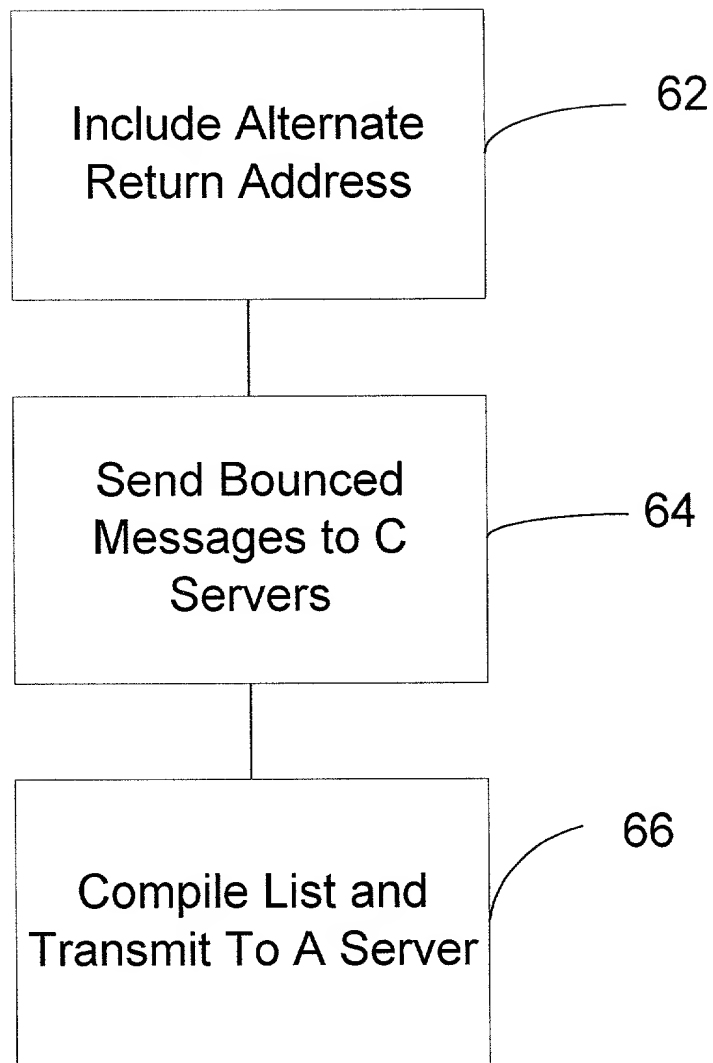 Include Alternate
Return Address
62
Send Bounced
Messages to C
Servers
64
Compile List and
Transmit To A Server
66